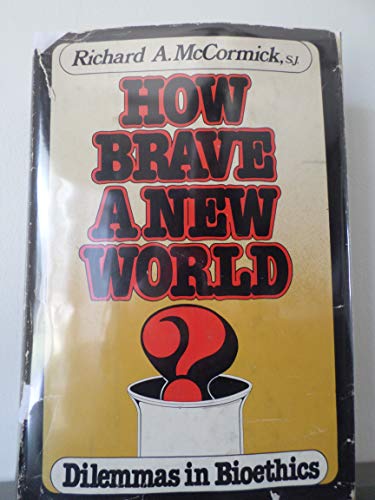 Richard A. McCormick, S.J.
HOW
BRAVE
A NEW
WORLD
?
Dilemmas in Bioethics